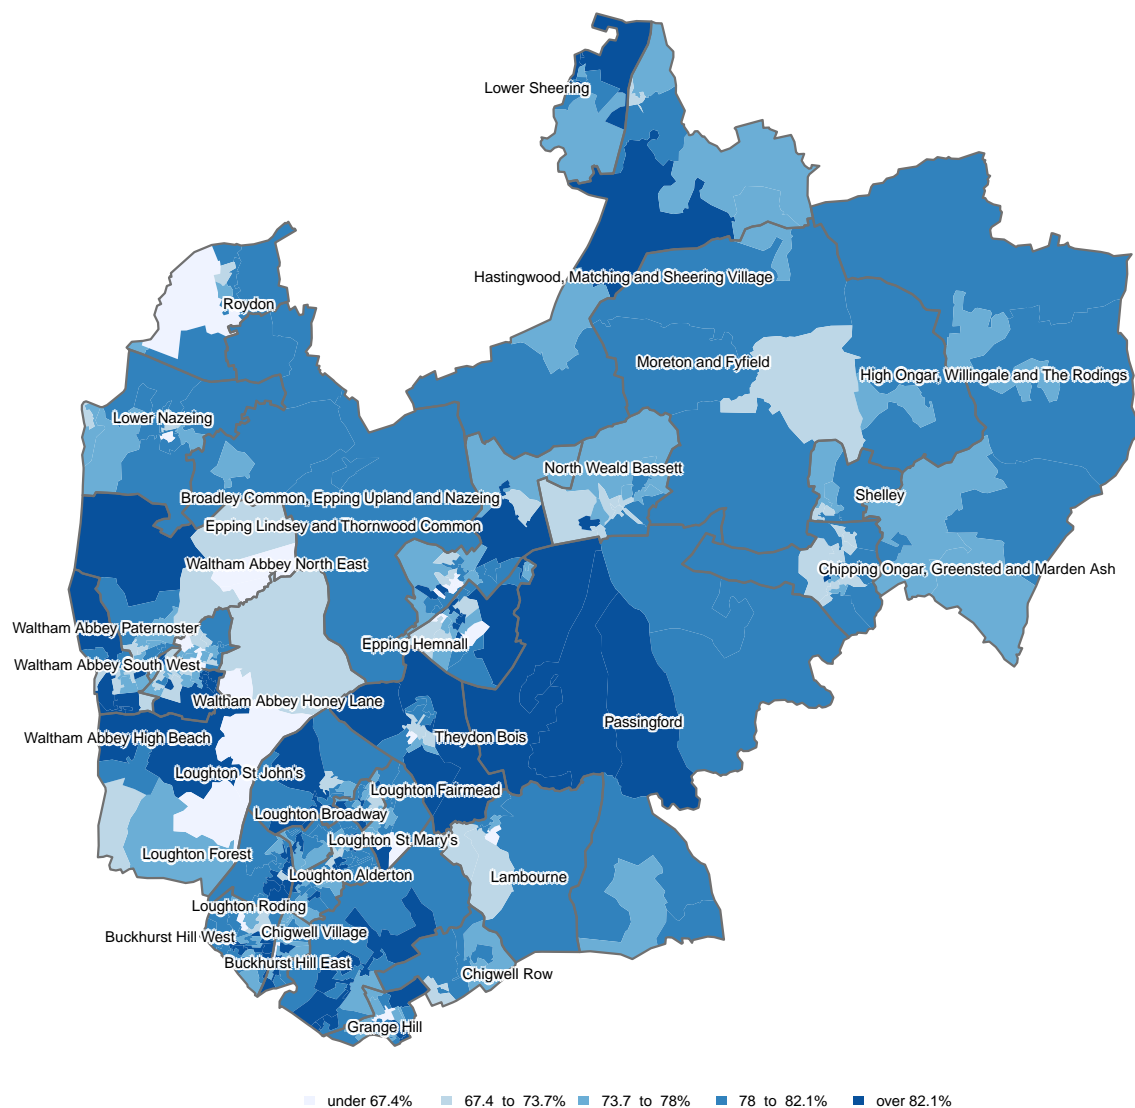 Lower Sheering
Hastingwood, Matching and Sheering Village
Roydon
Moreton and Fyfield
High Ongar, Willingale and The Rodings
Lower Nazeing
North Weald Bassett
Broadley Common, Epping Upland and Nazeing
Shelley
Epping Lindsey and Thornwood Common
Waltham Abbey North East
Chipping Ongar, Greensted and Marden Ash
Waltham Abbey Paternoster
Epping Hemnall
Waltham Abbey South West
Waltham Abbey Honey Lane
Passingford
Waltham Abbey High Beach
Theydon Bois
Loughton St John's
Loughton Fairmead
Loughton Broadway
Loughton St Mary's
Loughton Forest
Loughton Alderton
Lambourne
Loughton Roding
Chigwell Village
Buckhurst Hill West
Buckhurst Hill East
Chigwell Row
Grange Hill
under 67.4% 67.4 to 73.7% 73.7 to 78% 78 to 82.1% over 82.1%